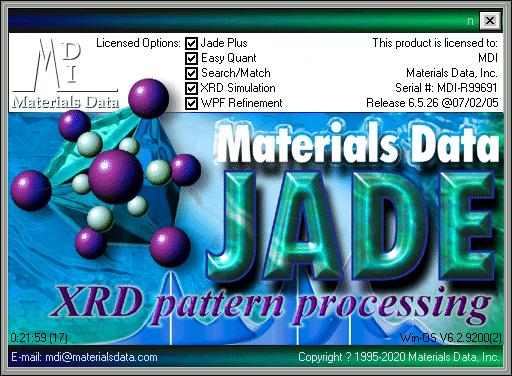 n
MDI
Materials Data
Licensed Options:
Jade Plus
Easy Quant
Search/Match
XRD Simulation
WPF Refinement
This product is licensed to:
MDI
Materials Data, Inc.
Serial #: MDI-R99691
Release 6.5.26 @07/02/05
Materials Data
JADE
XRD pattern processing
0:21:59 (17)
Win-OS V6.2.9200(2)
E-mail: mdi@materialsdata.com
Copyright ? 1995-2020 Materials Data, Inc.